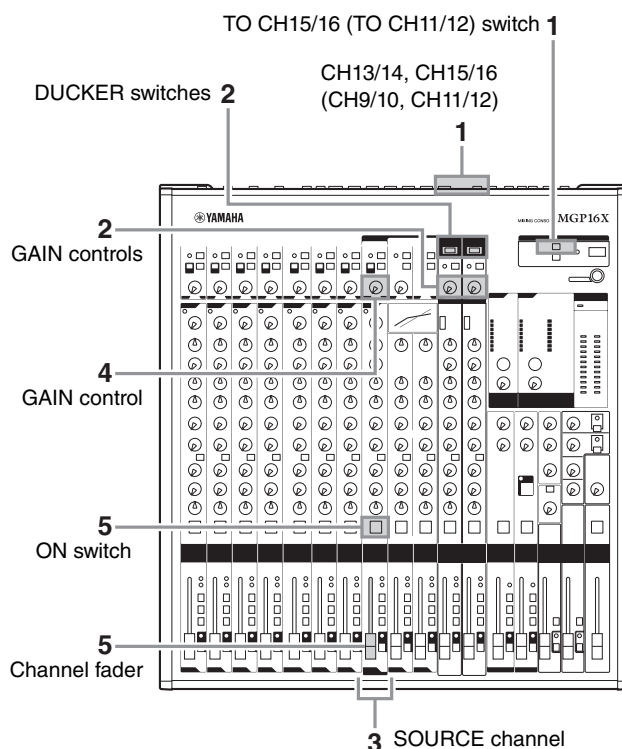 TO CH15/16 (TO CH11/12) switch 1
CH13/14, CH15/16
(CH9/10, CH11/12)
1
DUCKER switches 2
YAMAHA
MIXING CONSO
MGP16X
2
GAIN controls
4
GAIN control
5
ON switch
5
Channel fader
3 SOURCE channel